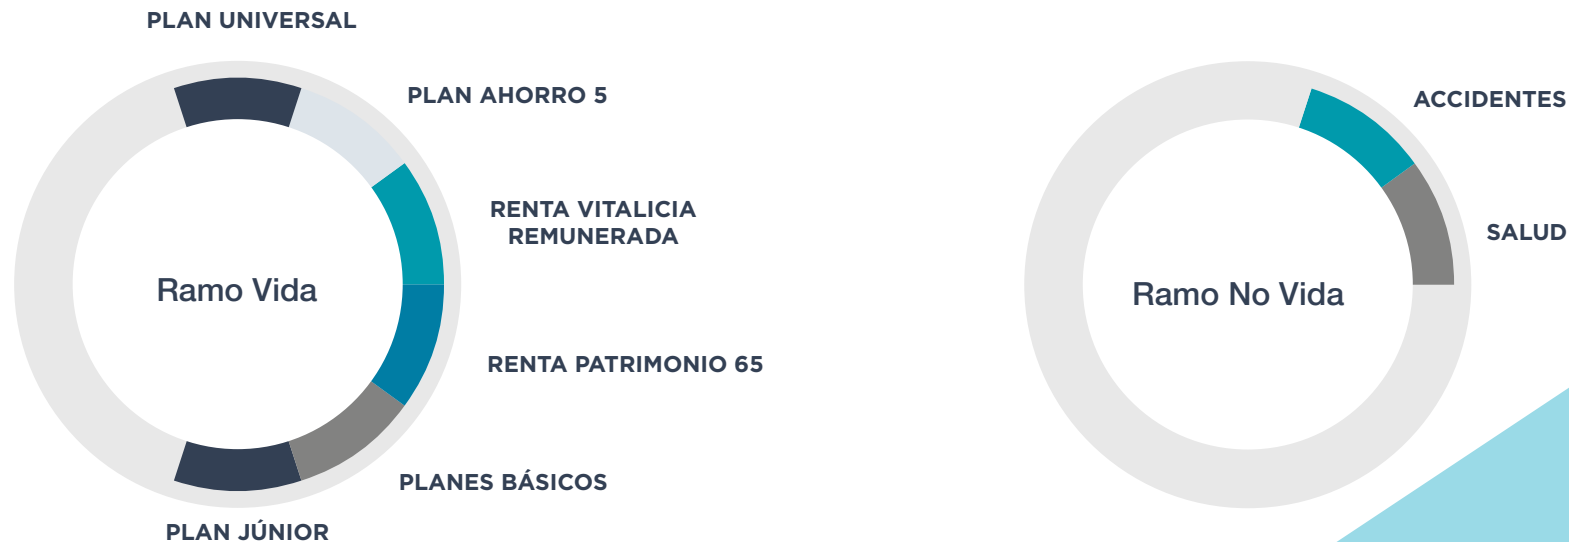 PLAN UNIVERSAL
PLAN AHORRO 5
RENTA VITALICIA
REMUNERADA
Ramo Vida
RENTA PATRIMONIO 65
PLANES BÁSICOS
PLAN JÚNIOR
ACCIDENTES
SALUD
Ramo No Vida